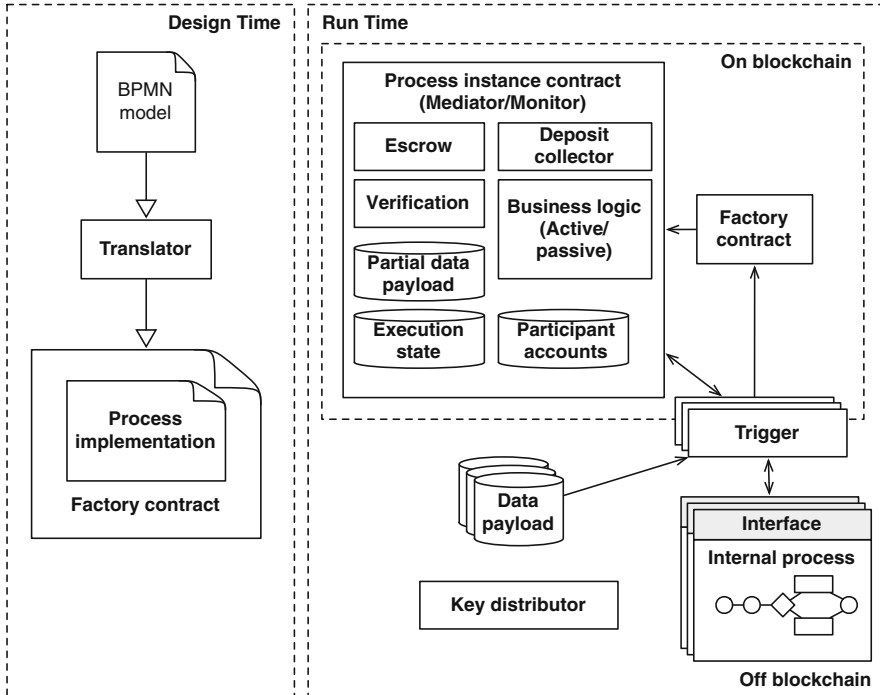 Design Time
BPMN
model
Translator
Process
implementation
Factory contract
Run Time
On blockchain
Process instance contract
(Mediator/Monitor)
Escrow
Deposit
collector
Verification
Business logic
(Active/
passive)
Partial data
payload
Execution
state
Participant
accounts
Factory
contract
Trigger
Data
payload
Interface
Internal process
Key distributor
Off blockchain